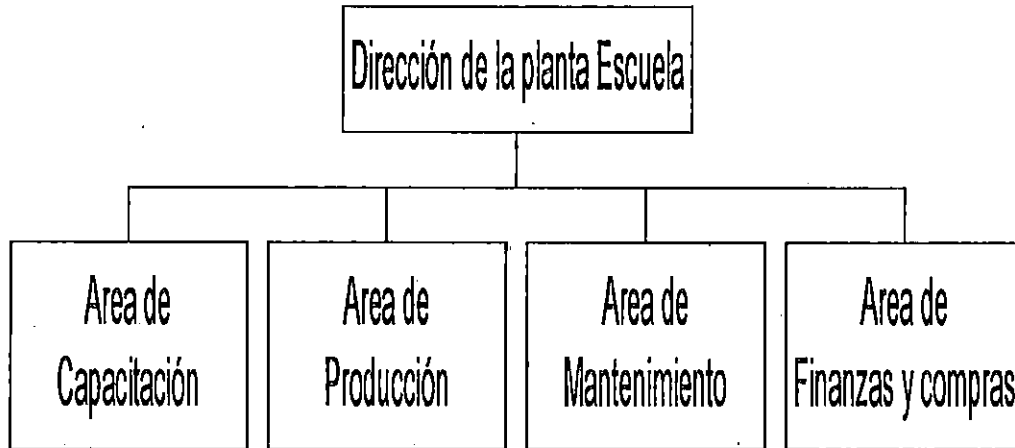 Dirección de la planta Escuela
Area de
Capacitación
Area de
Producción
Area de
Mantenimiento
Area de
Finanzas y compras